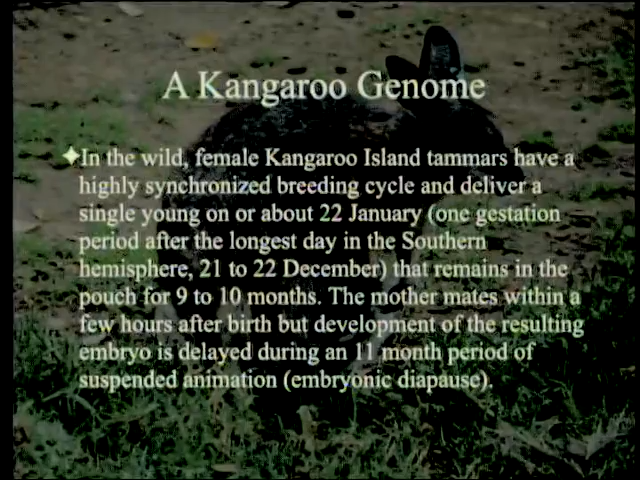 A Kangaroo Genome
In the wild, female Kangaroo Island tammars have a
highly synchronized breeding cycle and deliver a
single young on or about 22 January (one gestation
period after the longest day in the Southern
hemisphere, 21 to 22 December) that remains in the
pouch for 9 to 10 months. The mother mates within a
few hours after birth but development of the resulting
embryo is delayed during an 11 month period of
suspended animation (embryonic diapause).